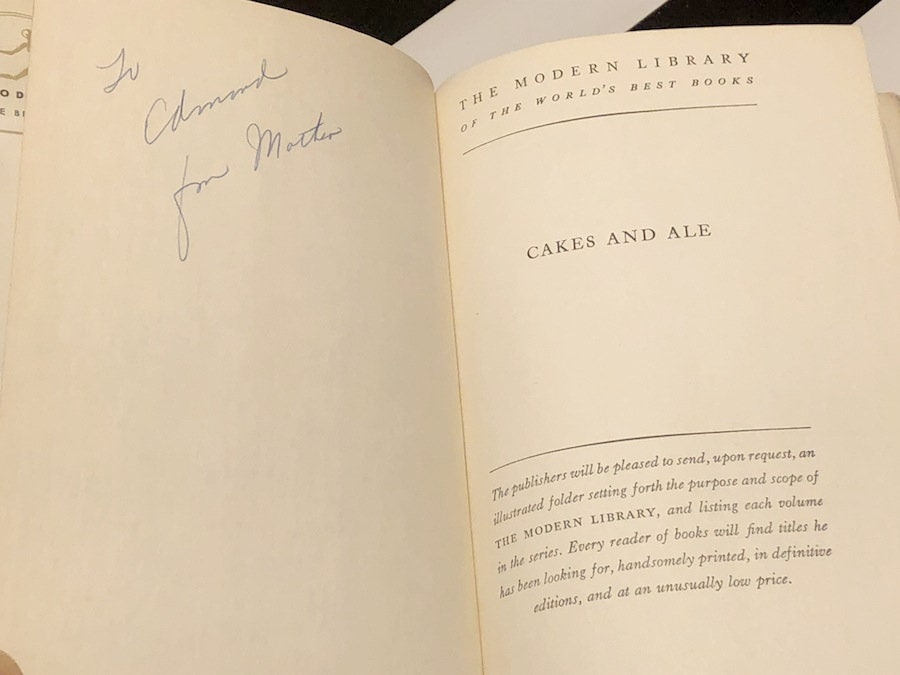 To
Edmund
from Mother
THE MODERN LIBRARY
OF THE WORLD'S BEST BOOKS
CAKES AND ALE
The publishers will be pleased to send, upon request, an
illustrated folder setting forth the purpose and scope of
THE MODERN LIBRARY, and listing each volume
in the series. Every reader of books will find titles he
has been looking for, handsomely printed, in definitive
editions, and at an unusually low price.